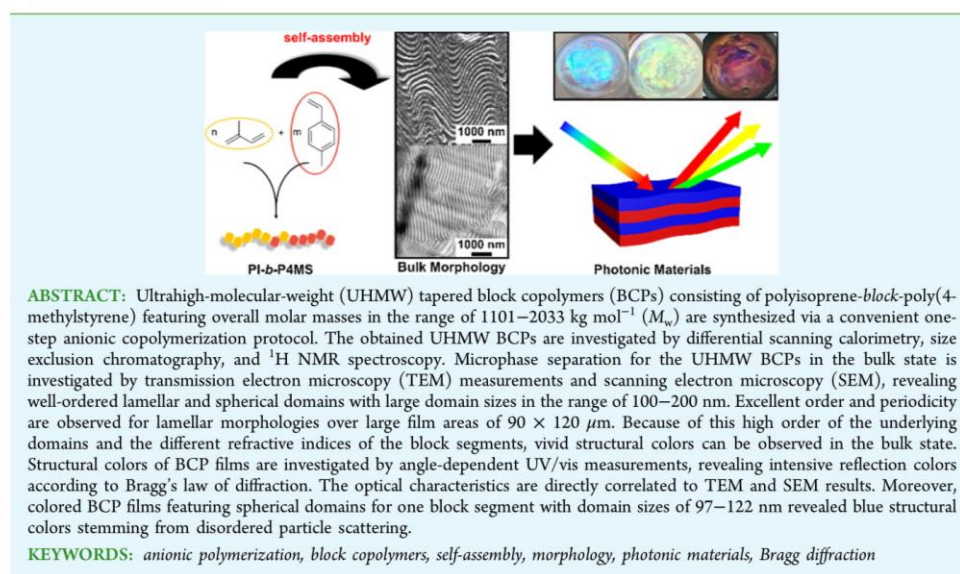 self-assembly
n
+ m
1000 nm
1000 nm
PI-b-P4MS
Bulk Morphology
Photonic Materials
ABSTRACT: Ultrahigh-molecular-weight (UHMW) tapered block copolymers (BCPs) consisting of polyisoprene-block-poly(4-
methylstyrene) featuring overall molar masses in the range of 1101−2033 kg mol⁻¹ (Mw) are synthesized via a convenient one-
step anionic copolymerization protocol. The obtained UHMW BCPs are investigated by differential scanning calorimetry, size
exclusion chromatography, and ¹H NMR spectroscopy. Microphase separation for the UHMW BCPs in the bulk state is
investigated by transmission electron microscopy (TEM) measurements and scanning electron microscopy (SEM), revealing
well-ordered lamellar and spherical domains with large domain sizes in the range of 100−200 nm. Excellent order and periodicity
are observed for lamellar morphologies over large film areas of 90 × 120 μm. Because of this high order of the underlying
domains and the different refractive indices of the block segments, vivid structural colors can be observed in the bulk state.
Structural colors of BCP films are investigated by angle-dependent UV/vis measurements, revealing intensive reflection colors
according to Bragg's law of diffraction. The optical characteristics are directly correlated to TEM and SEM results. Moreover,
colored BCP films featuring spherical domains for one block segment with domain sizes of 97−122 nm revealed blue structural
colors stemming from disordered particle scattering.
KEYWORDS: anionic polymerization, block copolymers, self-assembly, morphology, photonic materials, Bragg diffraction